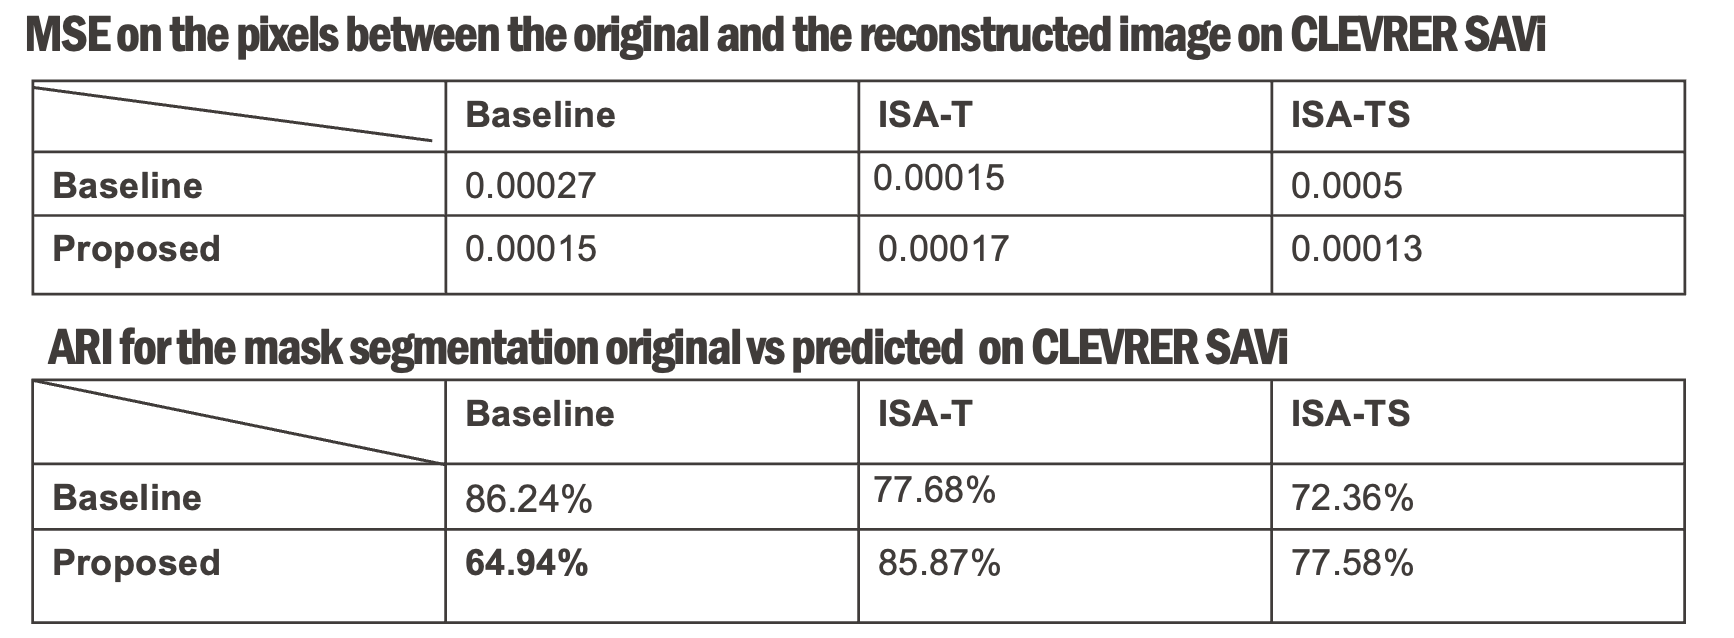 MSE on the pixels between the original and the reconstructed image on CLEVRER SAVi
Baseline ISA-T ISA-TS
Baseline 0.00027 0.00015 0.0005
Proposed 0.00015 0.00017 0.00013
ARI for the mask segmentation original vs predicted on CLEVRER SAVi
Baseline ISA-T ISA-TS
Baseline 86.24% 77.68% 72.36%
Proposed 64.94% 85.87% 77.58%